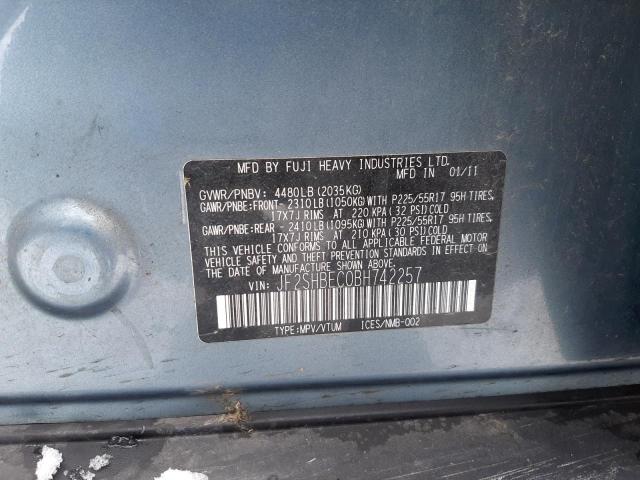 MFD BY FUJI HEAVY INDUSTRIES LTD.
MFD IN 01/11
GVWR/PNBV: 4480LB(2035KG)
GAWR/PNBE:FRONT- 2310LB(1050KG)WITH P225/55R17 95H TIRES,
17X7J RIMS AT 220 KPA(32 PSI)COLD
GAWR/PNBE:REAR - 2410LB(1095KG)WITH P225/55R17 95H TIRES,
17X7J RIMS AT 210 KPA(30 PSI)COLD
THIS VEHICLE CONFORMS TO ALL APPLICABLE FEDERAL MOTOR
VEHICLE SAFETY AND THEFT PREVENTION STANDARDS IN EFFECT ON
THE DATE OF MANUFACTURE SHOWN ABOVE.
VIN: JF2SHBEC0BH742257
TYPE:MPV/VTUM ICES/NMB-002